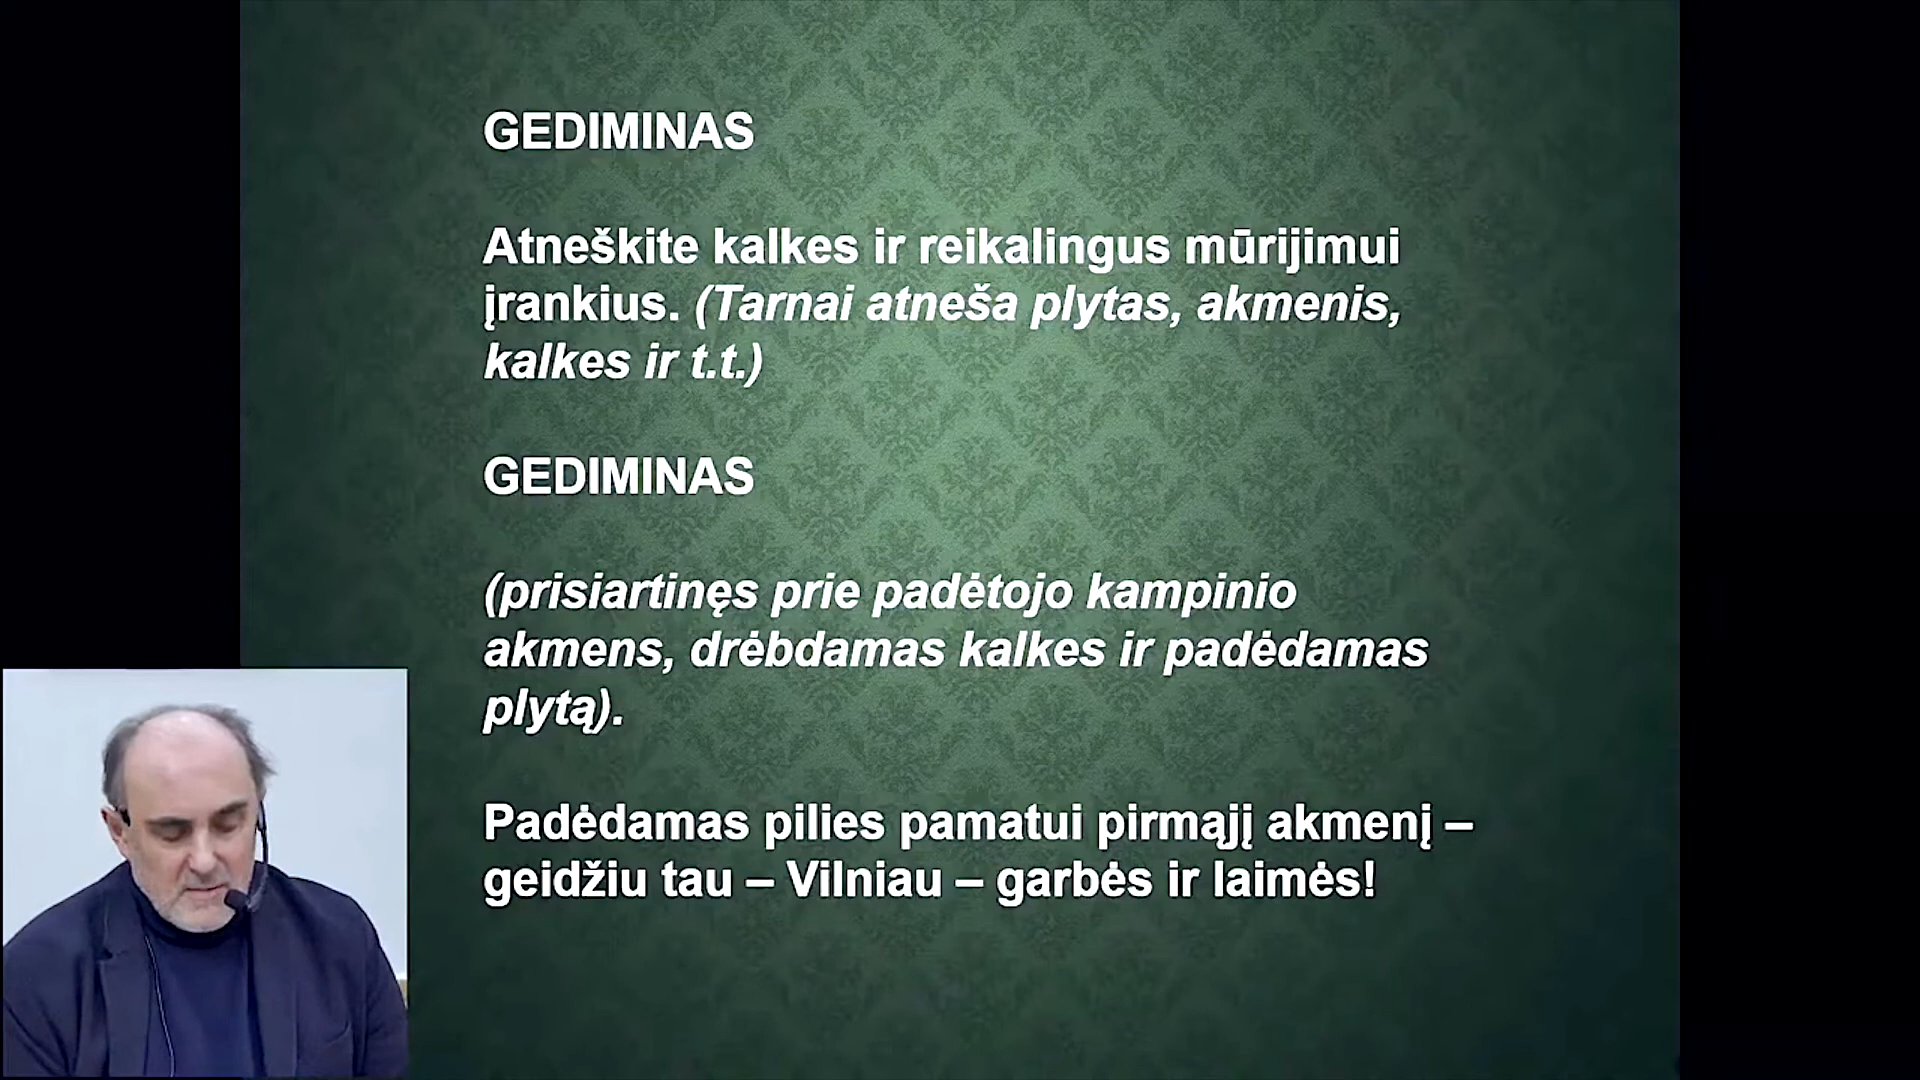 GEDIMINAS
Atneškite kalkes ir reikalingus mūrijimui
įrankius. (Tarnai atneša plytas, akmenis,
kalkes ir t.t.)
GEDIMINAS
(prisiartinęs prie padėtojo kampinio
akmens, drėbdamas kalkes ir padėdamas
plytą).
Padėdamas pilies pamatui pirmąjį akmenį –
geidžiu tau – Vilniau – garbės ir laimės!